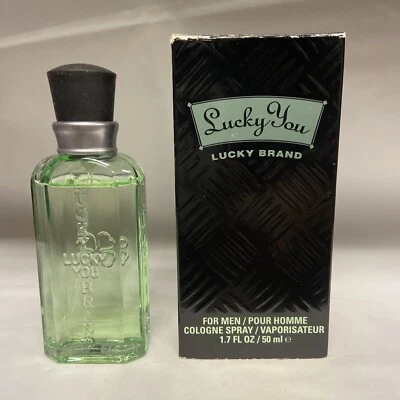 Lucky You
LUCKY BRAND
FOR MEN / POUR HOMME
COLOGNE SPRAY / VAPORISATEUR
1.7 FL OZ / 50 ml e
LUCKY
YOU
BRAND